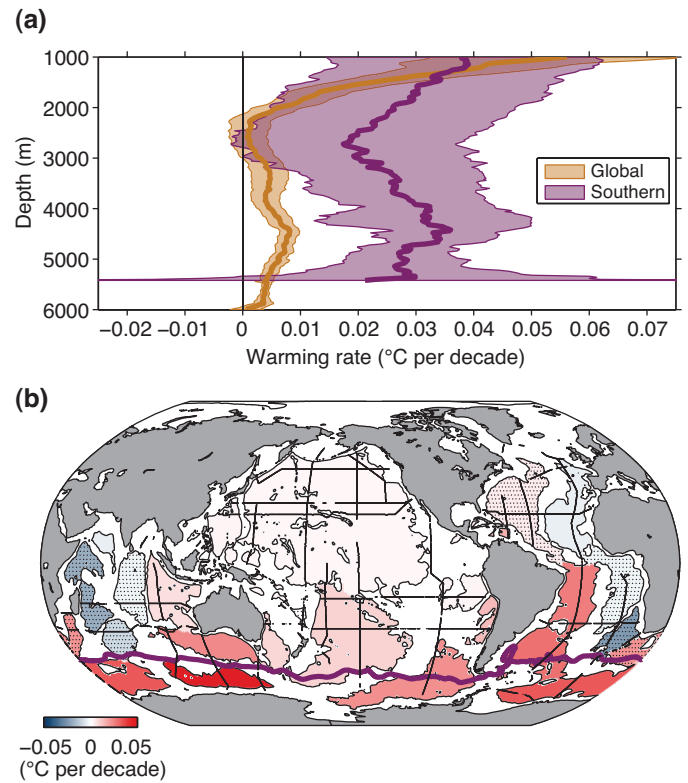 (a)
1000
2000
3000
4000
5000
6000
Depth (m)
Global
Southern
−0.02 −0.01 0 0.01 0.02 0.03 0.04 0.05 0.06 0.07
Warming rate (°C per decade)
(b)
−0.05 0 0.05
(°C per decade)